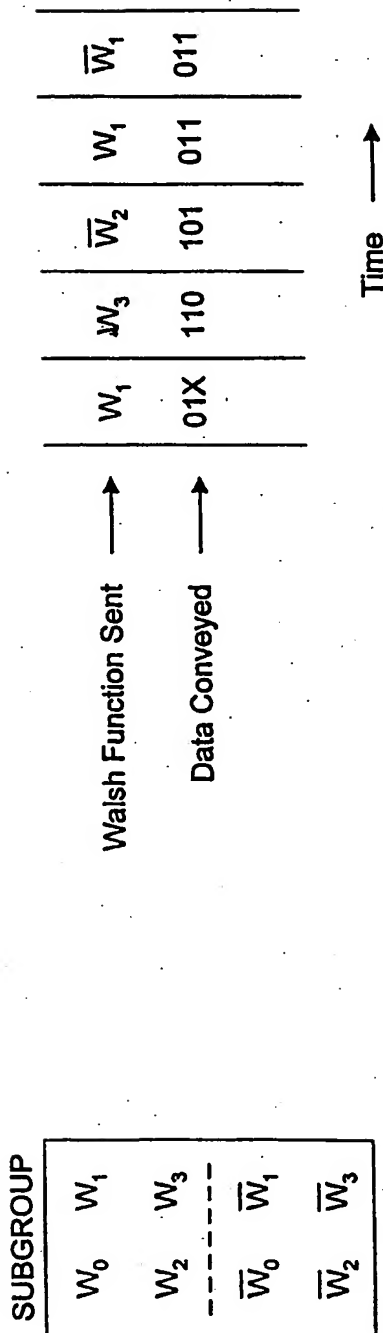 SUBGROUP
W₀ W₁
W₂ W₃
W̅₀ W̅₁
W̅₂ W̅₃
Walsh Function Sent → W₁ W₃ W̅₂ W₁ W̅₁
Data Conveyed → 01X 110 101 011 011
Time →